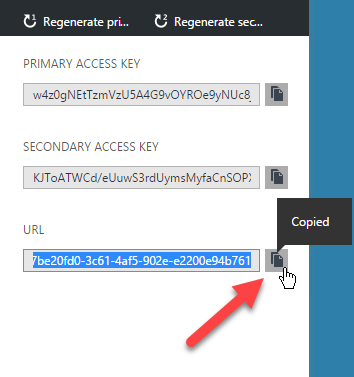 Regenerate pri... Regenerate sec...
PRIMARY ACCESS KEY
w4z0gNEtTzmVzU5A4G9vOYROe9yNUc8
SECONDARY ACCESS KEY
KJToATWCd/eUuwS3rdUymsMyfaCnSOP
Copied
URL
7be20fd0-3c61-4af5-902e-e2200e94b761